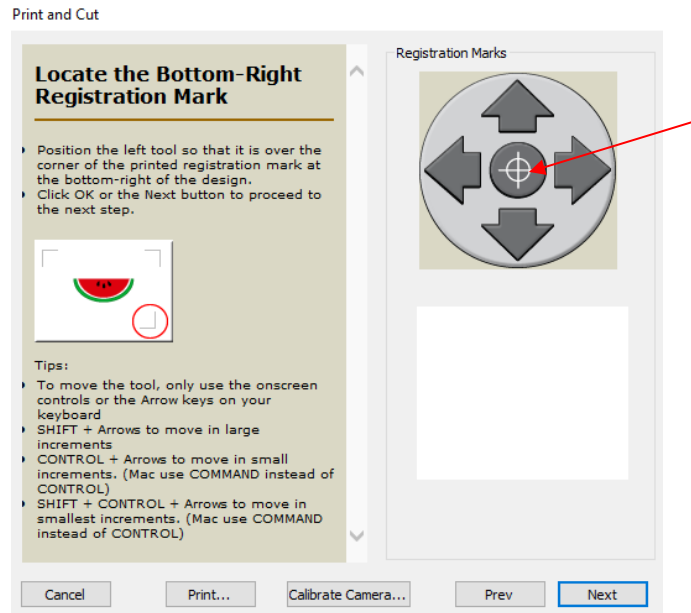 Print and Cut
Locate the Bottom-Right
Registration Mark
Position the left tool so that it is over the
corner of the printed registration mark at
the bottom-right of the design.
Click OK or the Next button to proceed to
the next step.
Tips:
To move the tool, only use the onscreen
controls or the Arrow keys on your
keyboard
SHIFT + Arrows to move in large
increments
CONTROL + Arrows to move in small
increments. (Mac use COMMAND instead of
CONTROL)
SHIFT + CONTROL + Arrows to move in
smallest increments. (Mac use COMMAND
instead of CONTROL)
Registration Marks
Cancel
Print...
Calibrate Camera...
Prev
Next